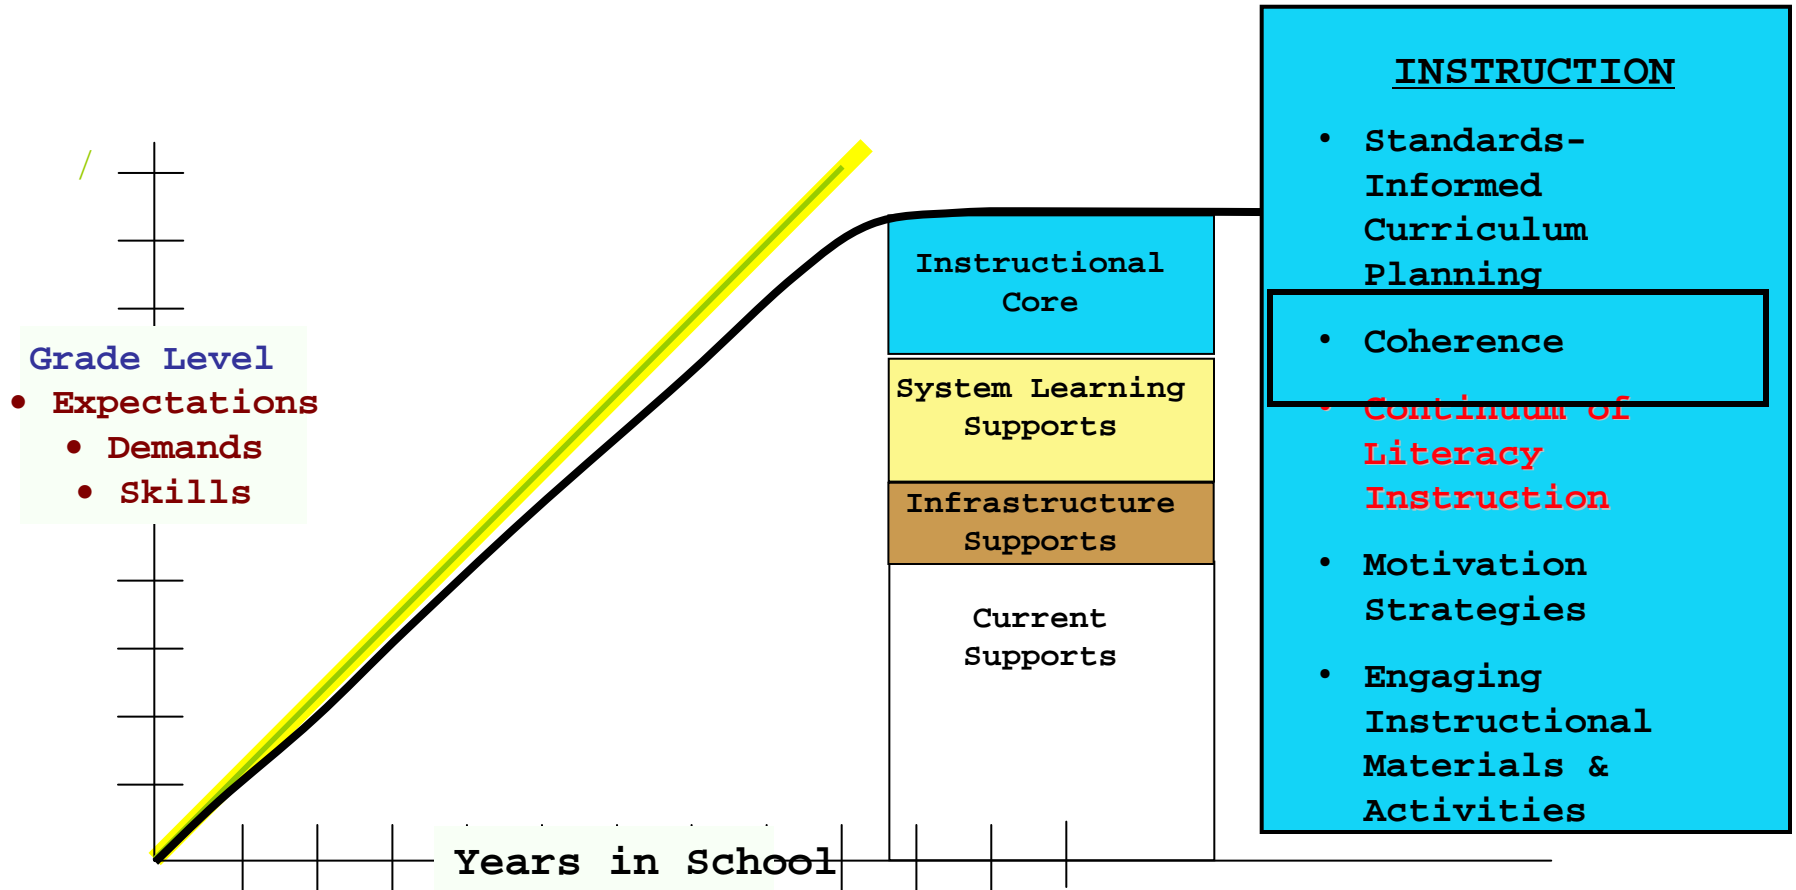 INSTRUCTION
• Standards-
Informed
Curriculum
Planning
• Coherence
• Continuum of
Literacy
Instruction
• Motivation
Strategies
• Engaging
Instructional
Materials &
Activities
/
Grade Level
• Expectations
• Demands
• Skills
Instructional
Core
System Learning
Supports
Infrastructure
Supports
Current
Supports
Years in School